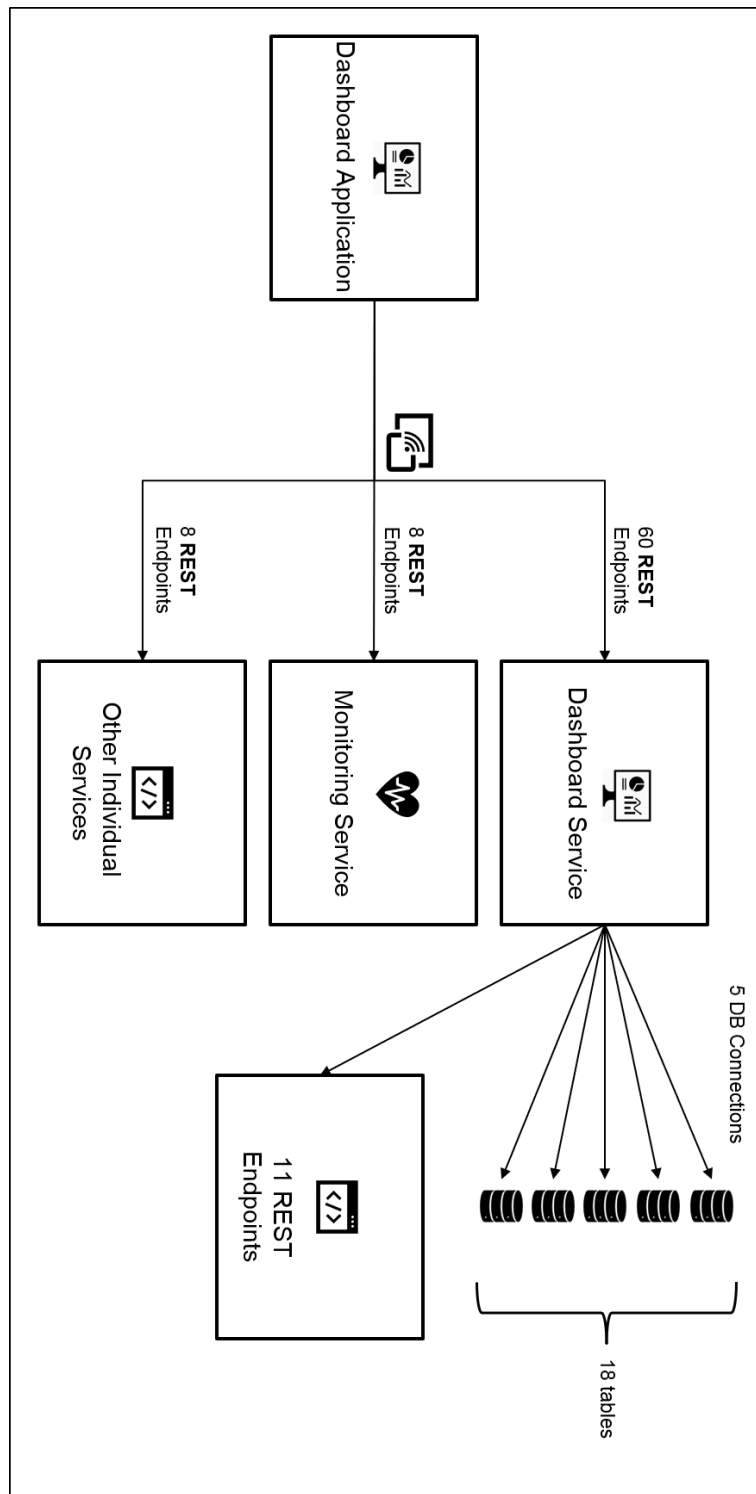 Dashboard Application
60 REST
Endpoints
8 REST
Endpoints
8 REST
Endpoints
Dashboard Service
Monitoring Service
Other Individual
Services
5 DB Connections
18 tables
11 REST
Endpoints